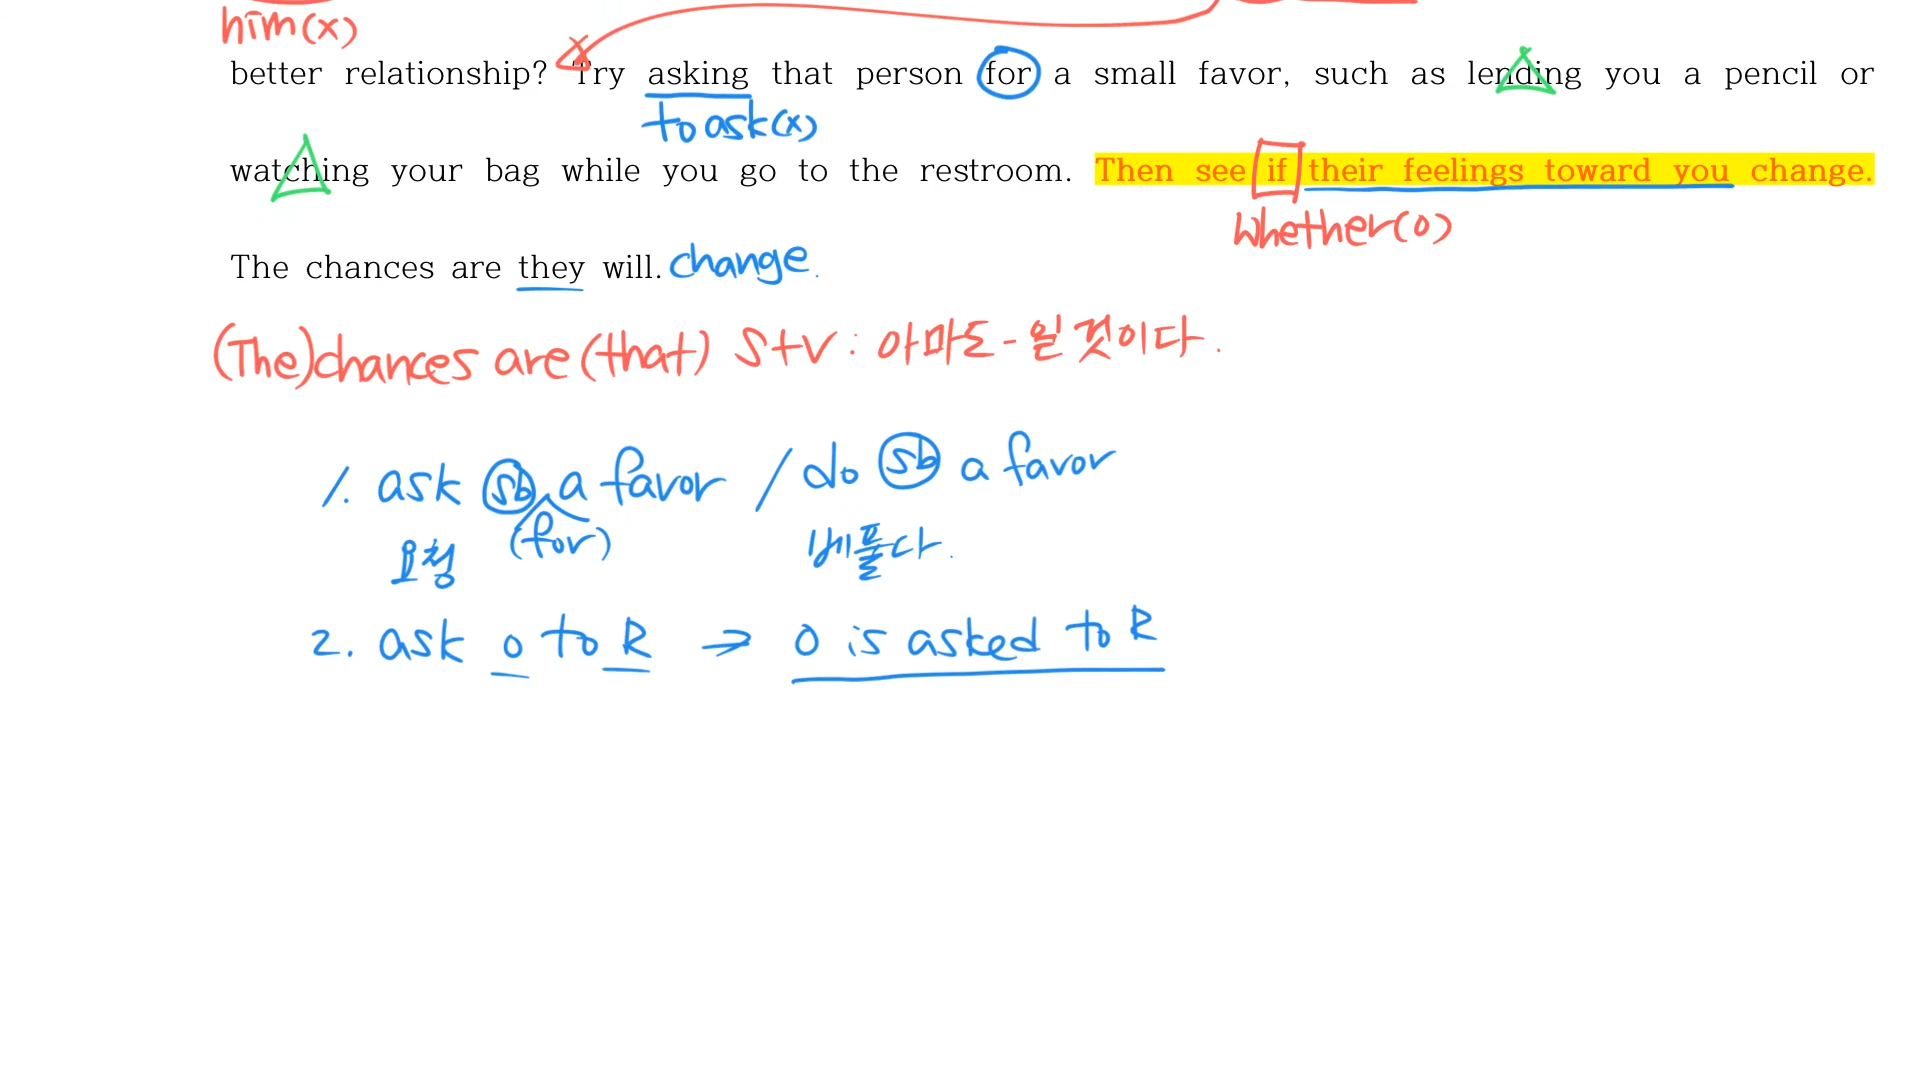 him(x)
better relationship? Try asking that person for a small favor, such as lending you a pencil or
to ask(x)
watching your bag while you go to the restroom. Then see if their feelings toward you change.
Whether(o)
The chances are they will. change.
(The) chances are (that) S+V : 아마도 - 일 것이다.
1. ask sb a favor / do sb a favor
(for)
요청 베풀다.
2. ask o to R → O is asked to R